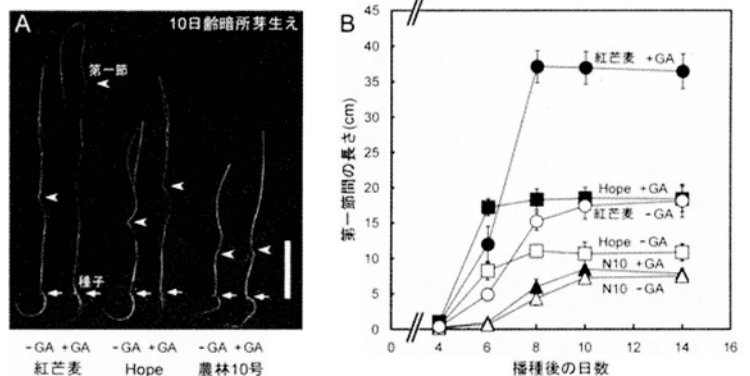 A
10日齢暗所芽生え
第一節
種子
-GA +GA -GA +GA -GA +GA
紅芒麦 Hope 農林10号
B
第一節間の長さ(cm)
45
40
35
30
25
20
15
10
5
0
紅芒麦 +GA
Hope +GA
紅芒麦 -GA
Hope -GA
N10 +GA
N10 -GA
0 4 6 8 10 12 14 16
播種後の日数